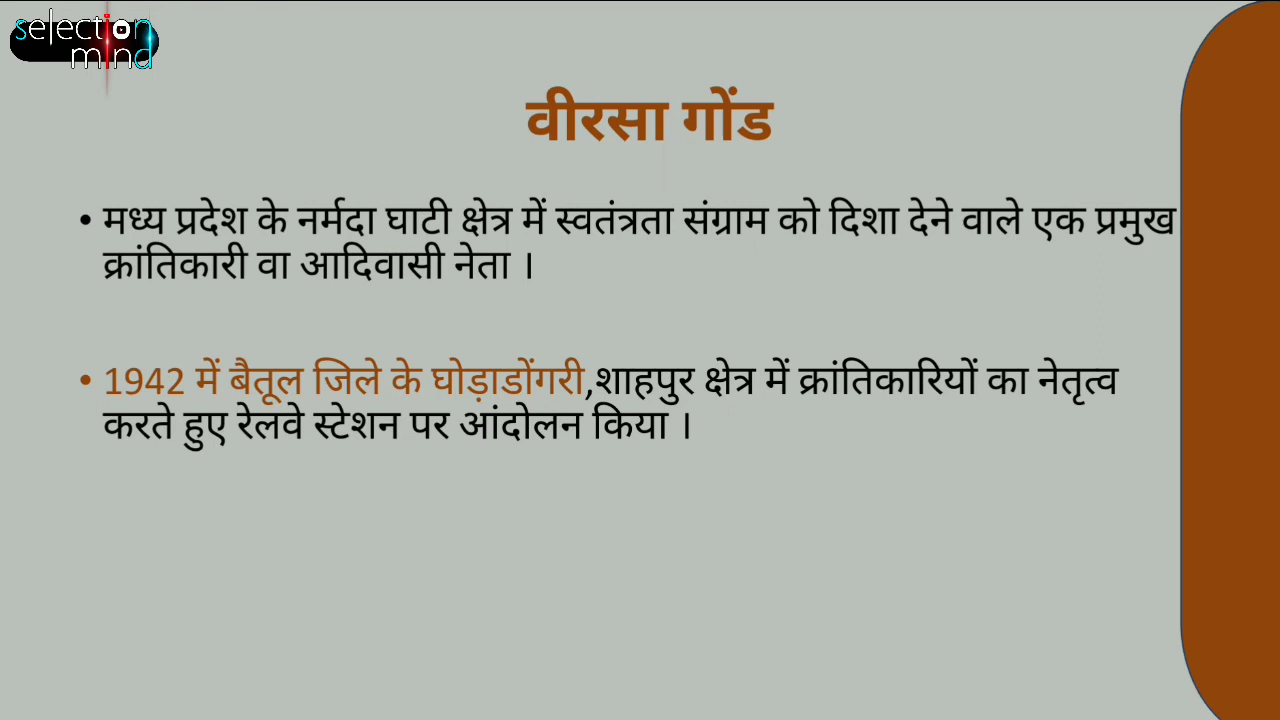 selection
mind
वीरसा गोंड
• मध्य प्रदेश के नर्मदा घाटी क्षेत्र में स्वतंत्रता संग्राम को दिशा देने वाले एक प्रमुख
क्रांतिकारी वा आदिवासी नेता ।
• 1942 में बैतूल जिले के घोड़ाडोंगरी,शाहपुर क्षेत्र में क्रांतिकारियों का नेतृत्व
करते हुए रेलवे स्टेशन पर आंदोलन किया ।